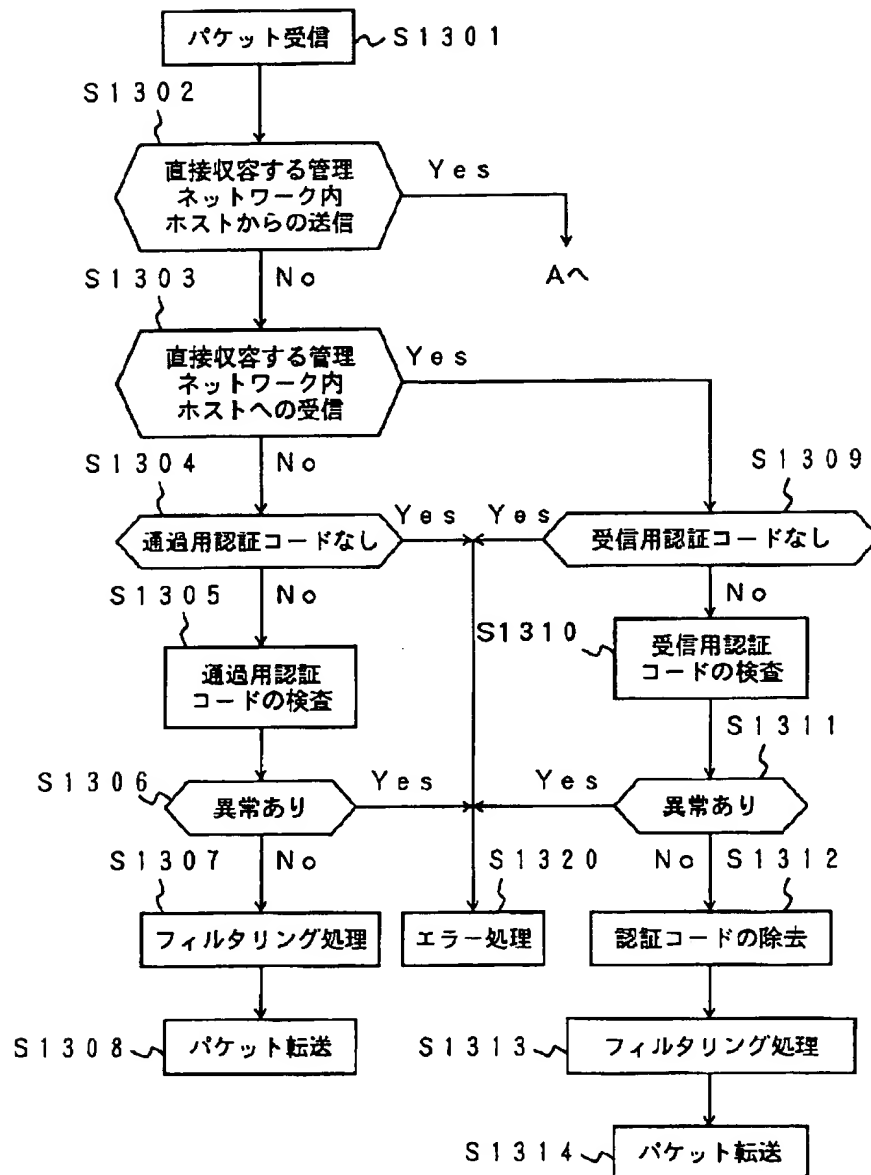 パケット受信
S1301
S1302
直接収容する管理
ネットワーク内
ホストからの送信
Yes
Aへ
No
S1303
直接収容する管理
ネットワーク内
ホストへの受信
Yes
No
S1304
通過用認証コードなし
Yes
Yes
S1309
受信用認証コードなし
No
S1305
通過用認証
コードの検査
No
S1310
受信用認証
コードの検査
S1306
異常あり
Yes
Yes
S1311
異常あり
S1307
No
S1320
No
S1312
フィルタリング処理
エラー処理
認証コードの除去
S1308
パケット転送
S1313
フィルタリング処理
S1314
パケット転送